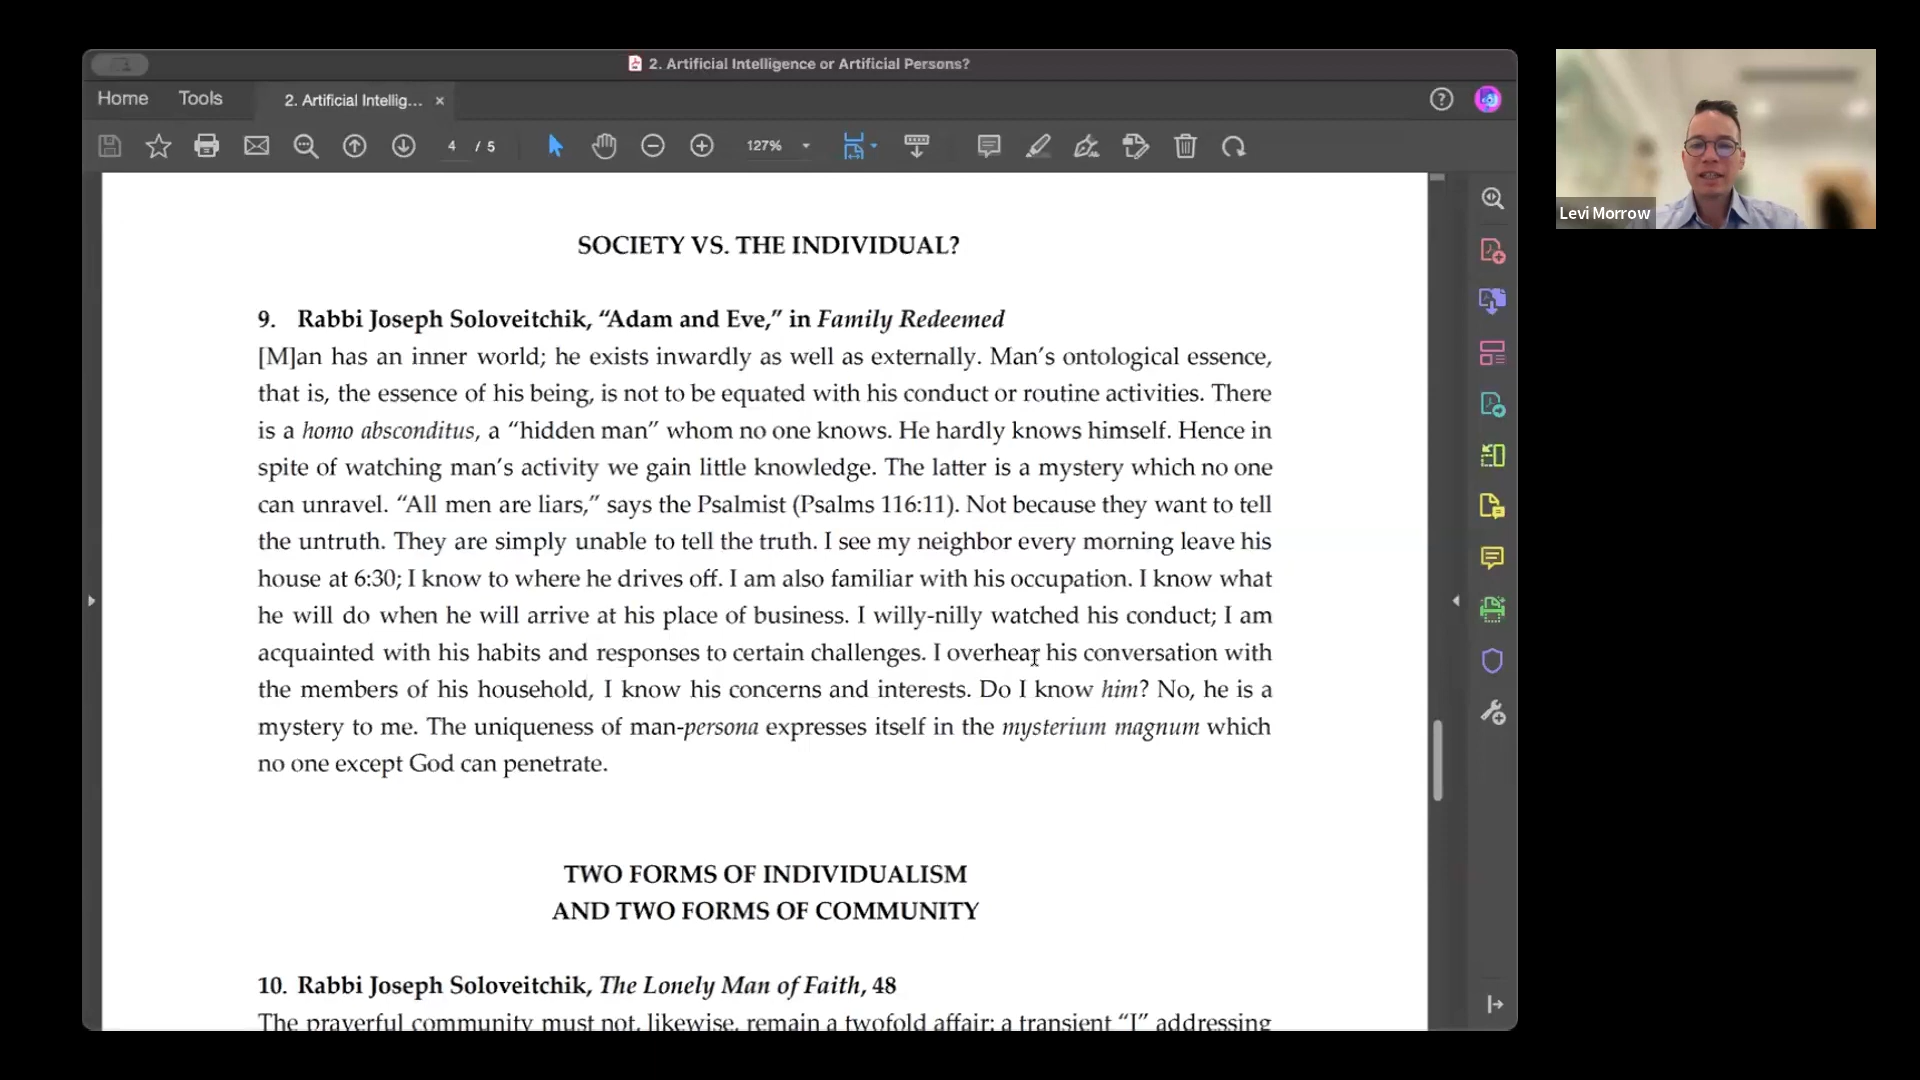 2. Artificial Intelligence or Artificial Persons?
Home Tools 2. Artificial Intellig... ×
4 / 5 127%
Levi Morrow
SOCIETY VS. THE INDIVIDUAL?
9. Rabbi Joseph Soloveitchik, “Adam and Eve,” in Family Redeemed
[M]an has an inner world; he exists inwardly as well as externally. Man’s ontological essence,
that is, the essence of his being, is not to be equated with his conduct or routine activities. There
is a homo absconditus, a “hidden man” whom no one knows. He hardly knows himself. Hence in
spite of watching man’s activity we gain little knowledge. The latter is a mystery which no one
can unravel. “All men are liars,” says the Psalmist (Psalms 116:11). Not because they want to tell
the untruth. They are simply unable to tell the truth. I see my neighbor every morning leave his
house at 6:30; I know to where he drives off. I am also familiar with his occupation. I know what
he will do when he will arrive at his place of business. I willy-nilly watched his conduct; I am
acquainted with his habits and responses to certain challenges. I overhear his conversation with
the members of his household, I know his concerns and interests. Do I know him? No, he is a
mystery to me. The uniqueness of man-persona expresses itself in the mysterium magnum which
no one except God can penetrate.
TWO FORMS OF INDIVIDUALISM
AND TWO FORMS OF COMMUNITY
10. Rabbi Joseph Soloveitchik, The Lonely Man of Faith, 48
The prayerful community must not, likewise, remain a twofold affair: a transient “I” addressing